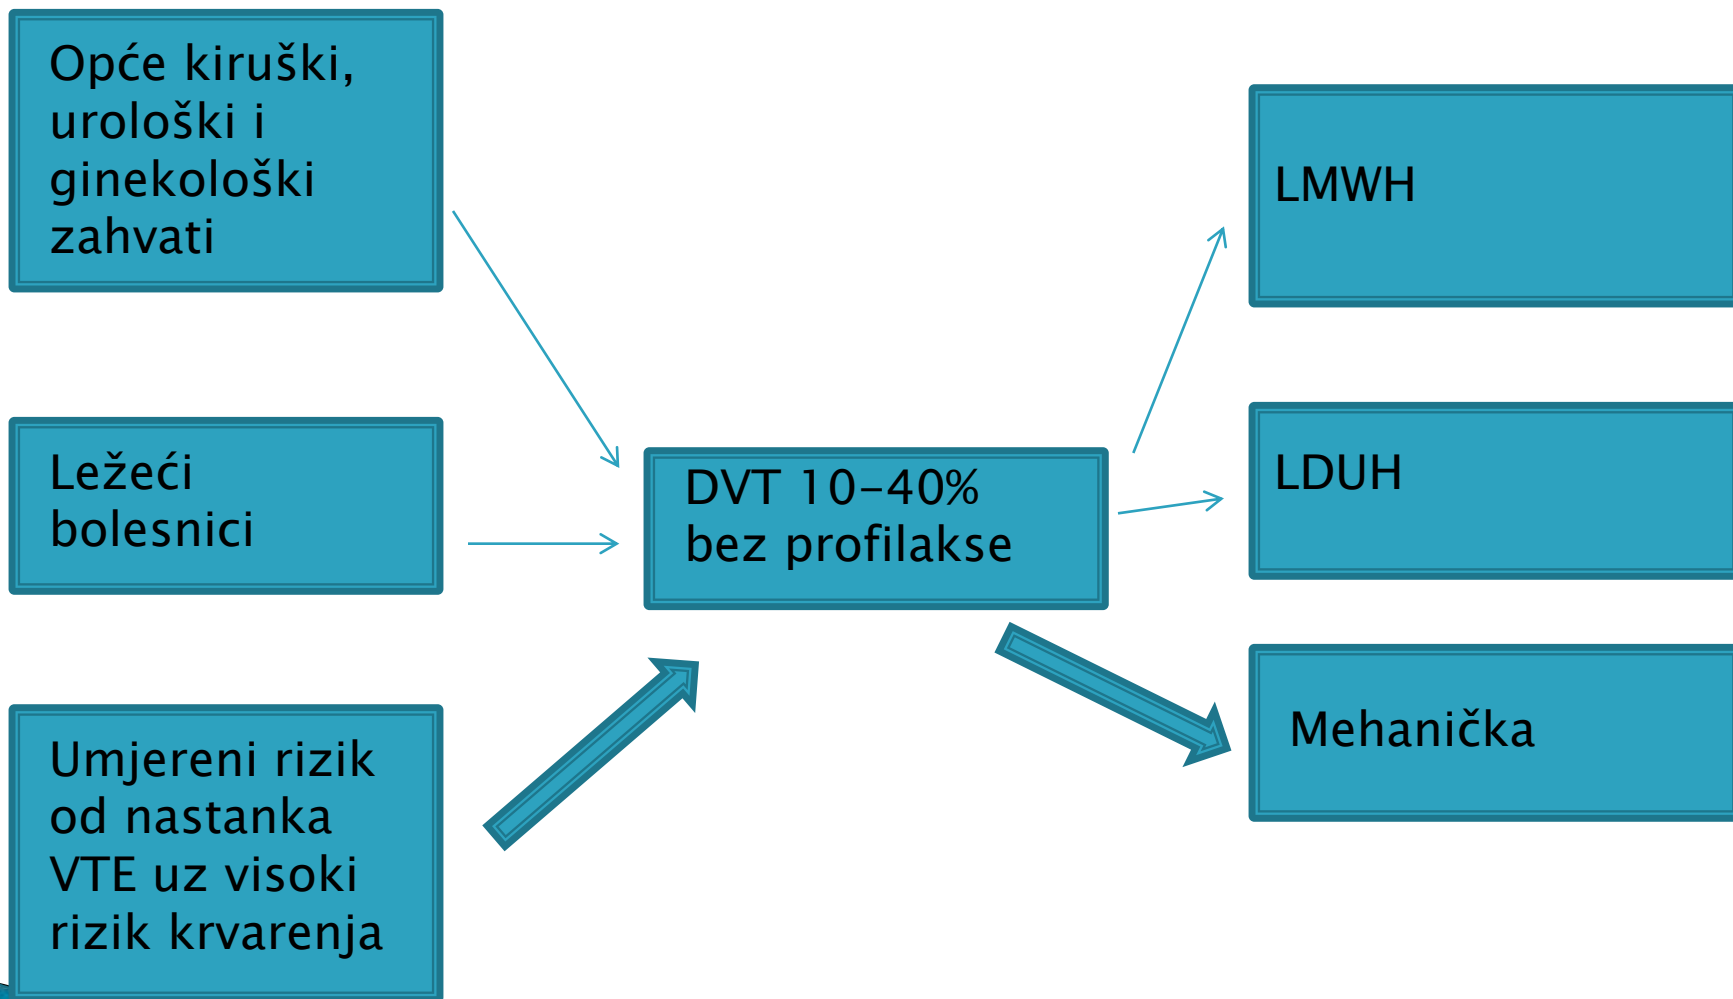 Opće kiruški,
urološki i
ginekološki
zahvati
Ležeći
bolesnici
Umjereni rizik
od nastanka
VTE uz visoki
rizik krvarenja
DVT 10-40%
bez profilakse
LMWH
LDUH
Mehanička